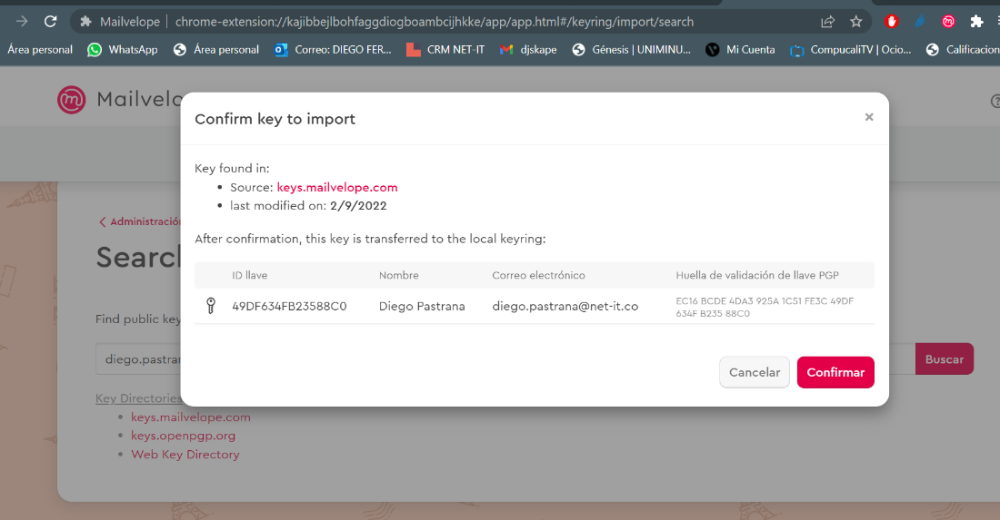 Mailvelope | chrome-extension://kajibbejlbohfaggdiogboambcijhkke/app/app.html#/keyring/import/search
Área personal WhatsApp Área personal Correo: DIEGO FER... CRM NET-IT djskape Génesis | UNIMINU... Mi Cuenta CompucaliTV | Ocio... Calificacion
Mailvelo
Confirm key to import ×
Key found in:
• Source: keys.mailvelope.com
• last modified on: 2/9/2022
Administración
After confirmation, this key is transferred to the local keyring:
Search
ID llave Nombre Correo electrónico Huella de validación de llave PGP
49DF634FB23588C0 Diego Pastrana diego.pastrana@net-it.co EC16 BCDE 4DA3 925A 1C51 FE3C 49DF
634F B235 88C0
Find public key
diego.pastran Buscar
Cancelar Confirmar
Key Directories
• keys.mailvelope.com
• keys.openpgp.org
• Web Key Directory